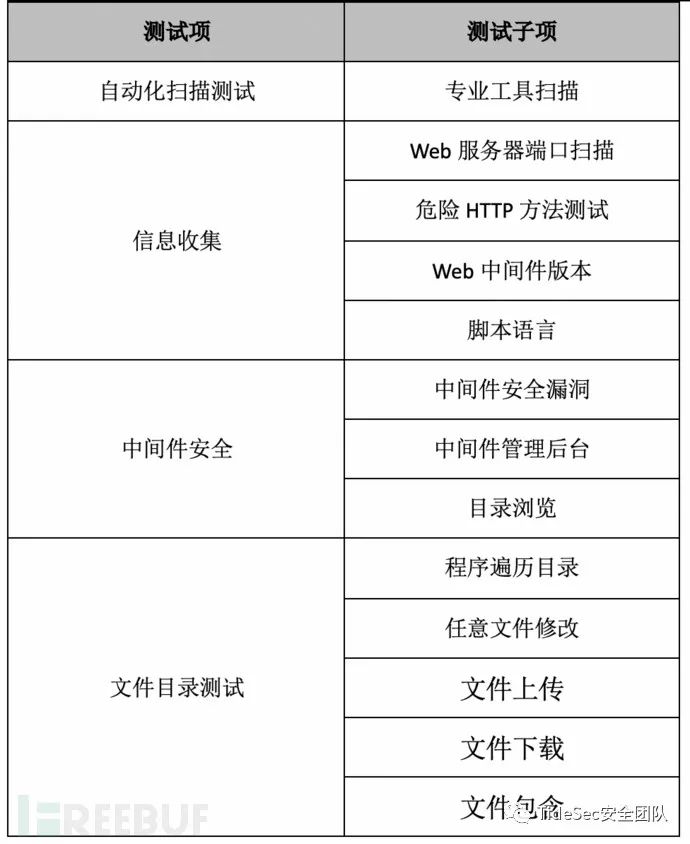 测试项 测试子项
自动化扫描测试 专业工具扫描
Web 服务器端口扫描
危险 HTTP 方法测试
信息收集
Web 中间件版本
脚本语言
中间件安全漏洞
中间件安全 中间件管理后台
目录浏览
程序遍历目录
任意文件修改
文件目录测试 文件上传
文件下载
文件包含
FREEBUF
TideSec安全团队